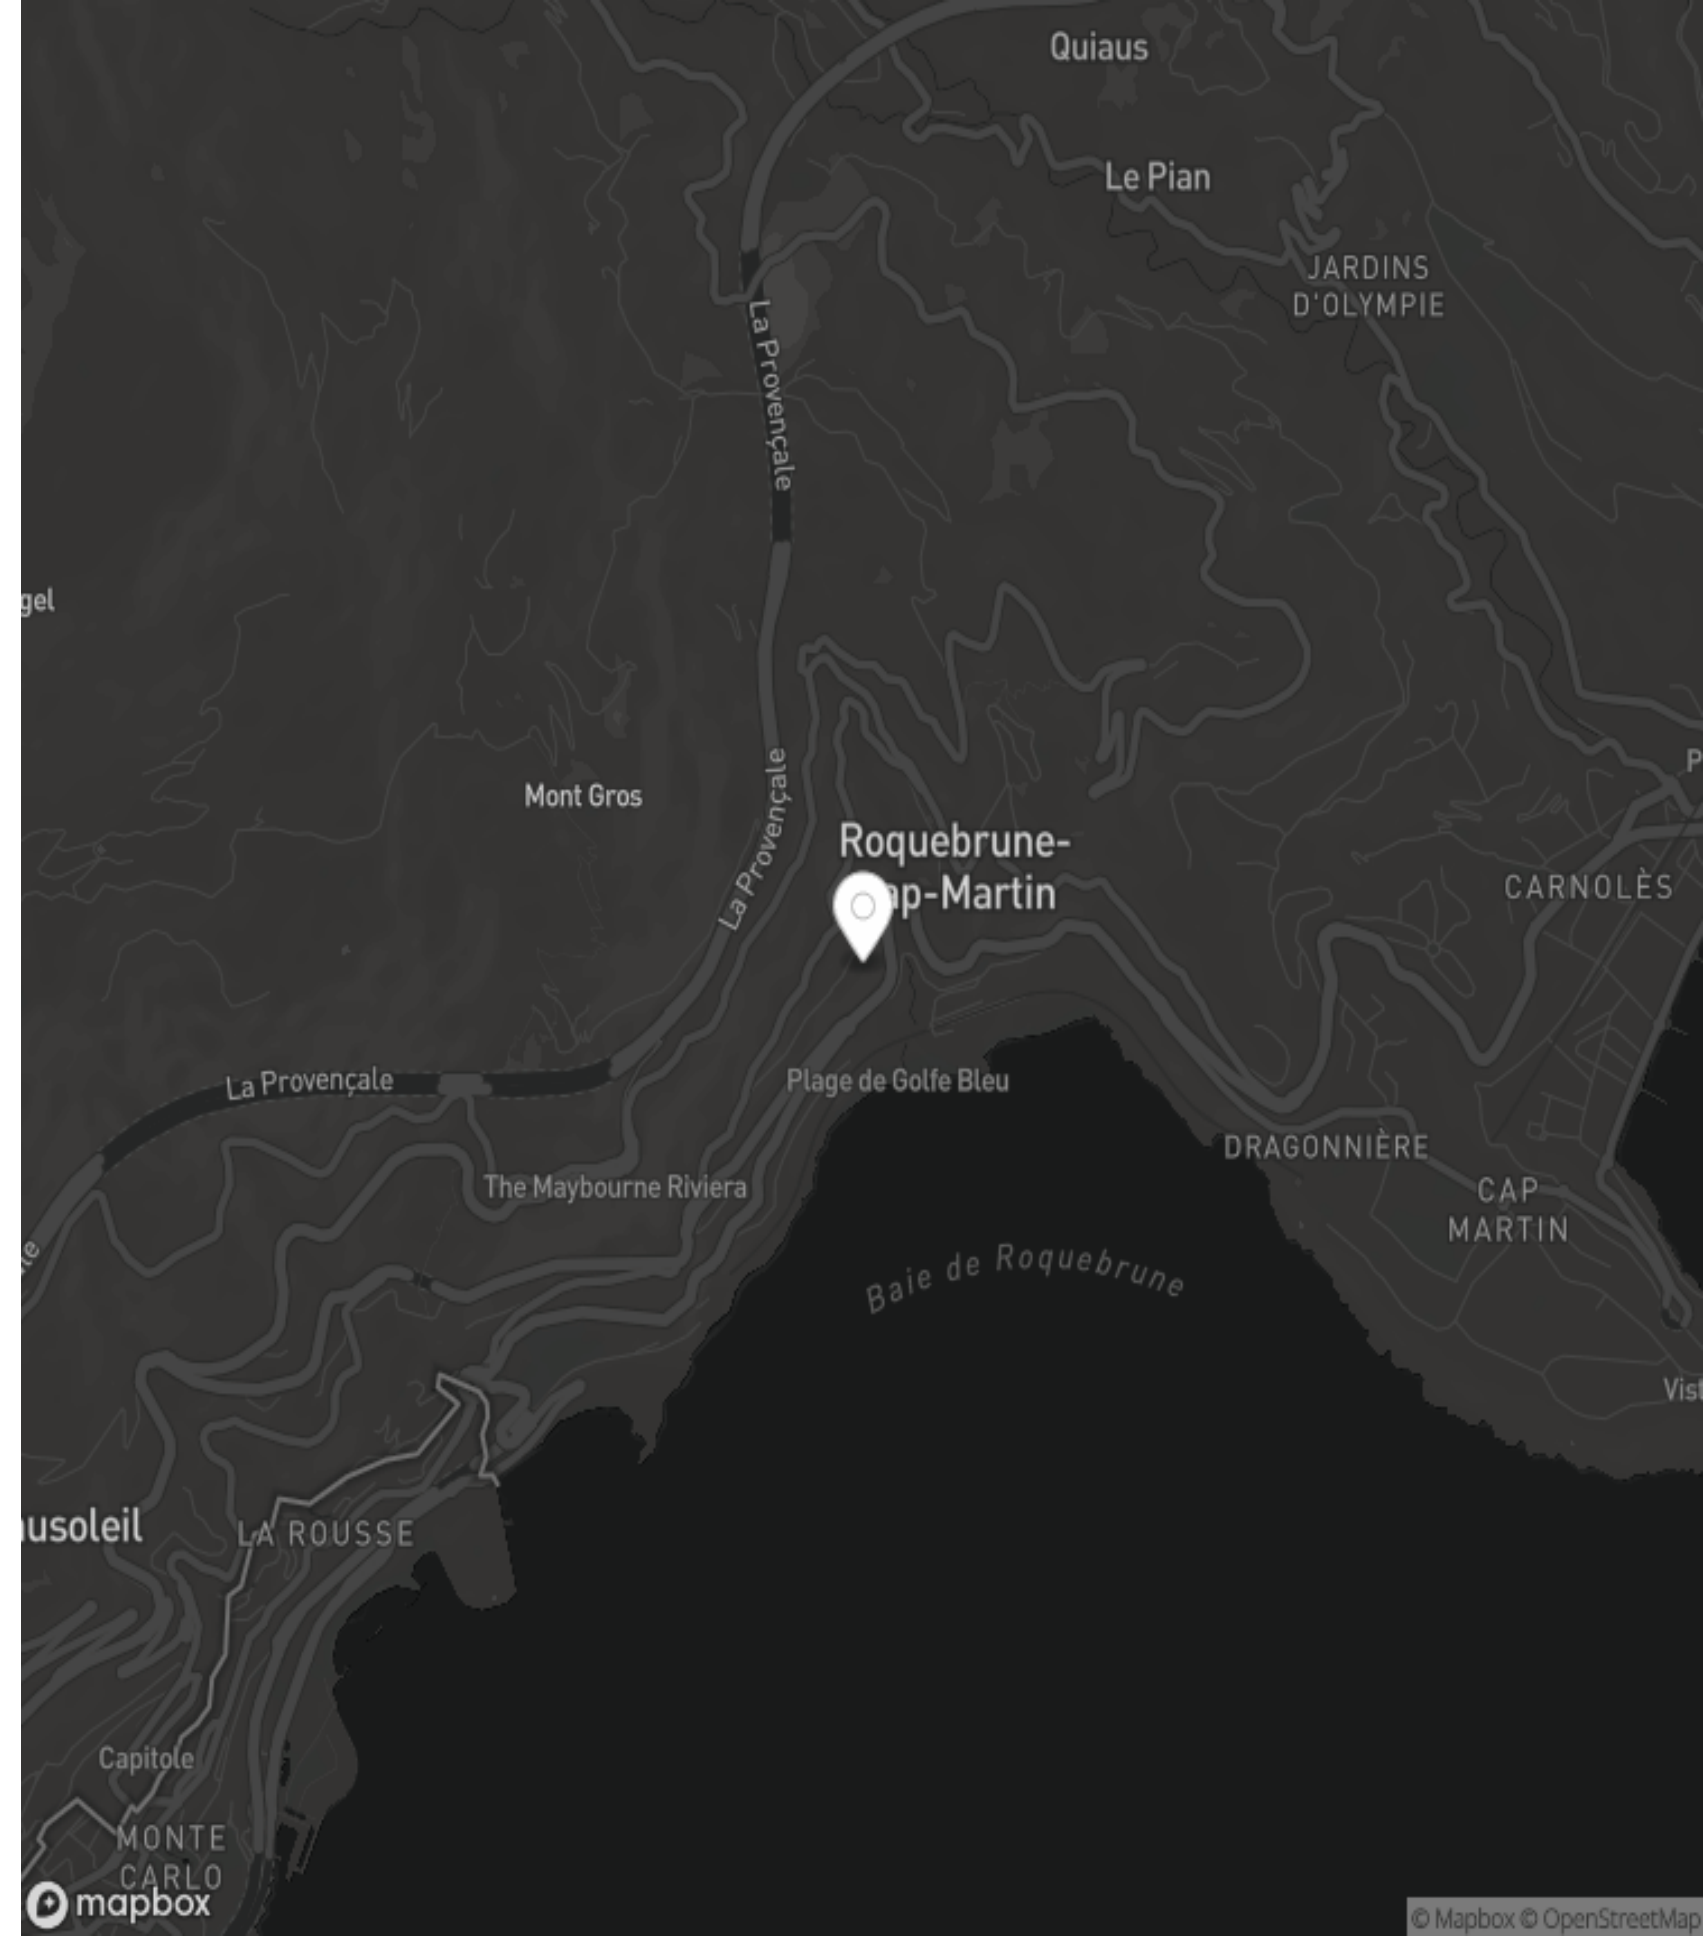 Quiaus
Le Pian
JARDINS
D'OLYMPIE
La Provençale
gel
La Provençale
Mont Gros
Roquebrune-
ap-Martin
P
CARNOLÈS
La Provençale
Plage de Golfe Bleu
DRAGONNIÈRE
The Maybourne Riviera
CAP
MARTIN
le
Baie de Roquebrune
Vist
usoleil
LA ROUSSE
Capitole
MONTE
CARLO
mapbox
© Mapbox © OpenStreetMap